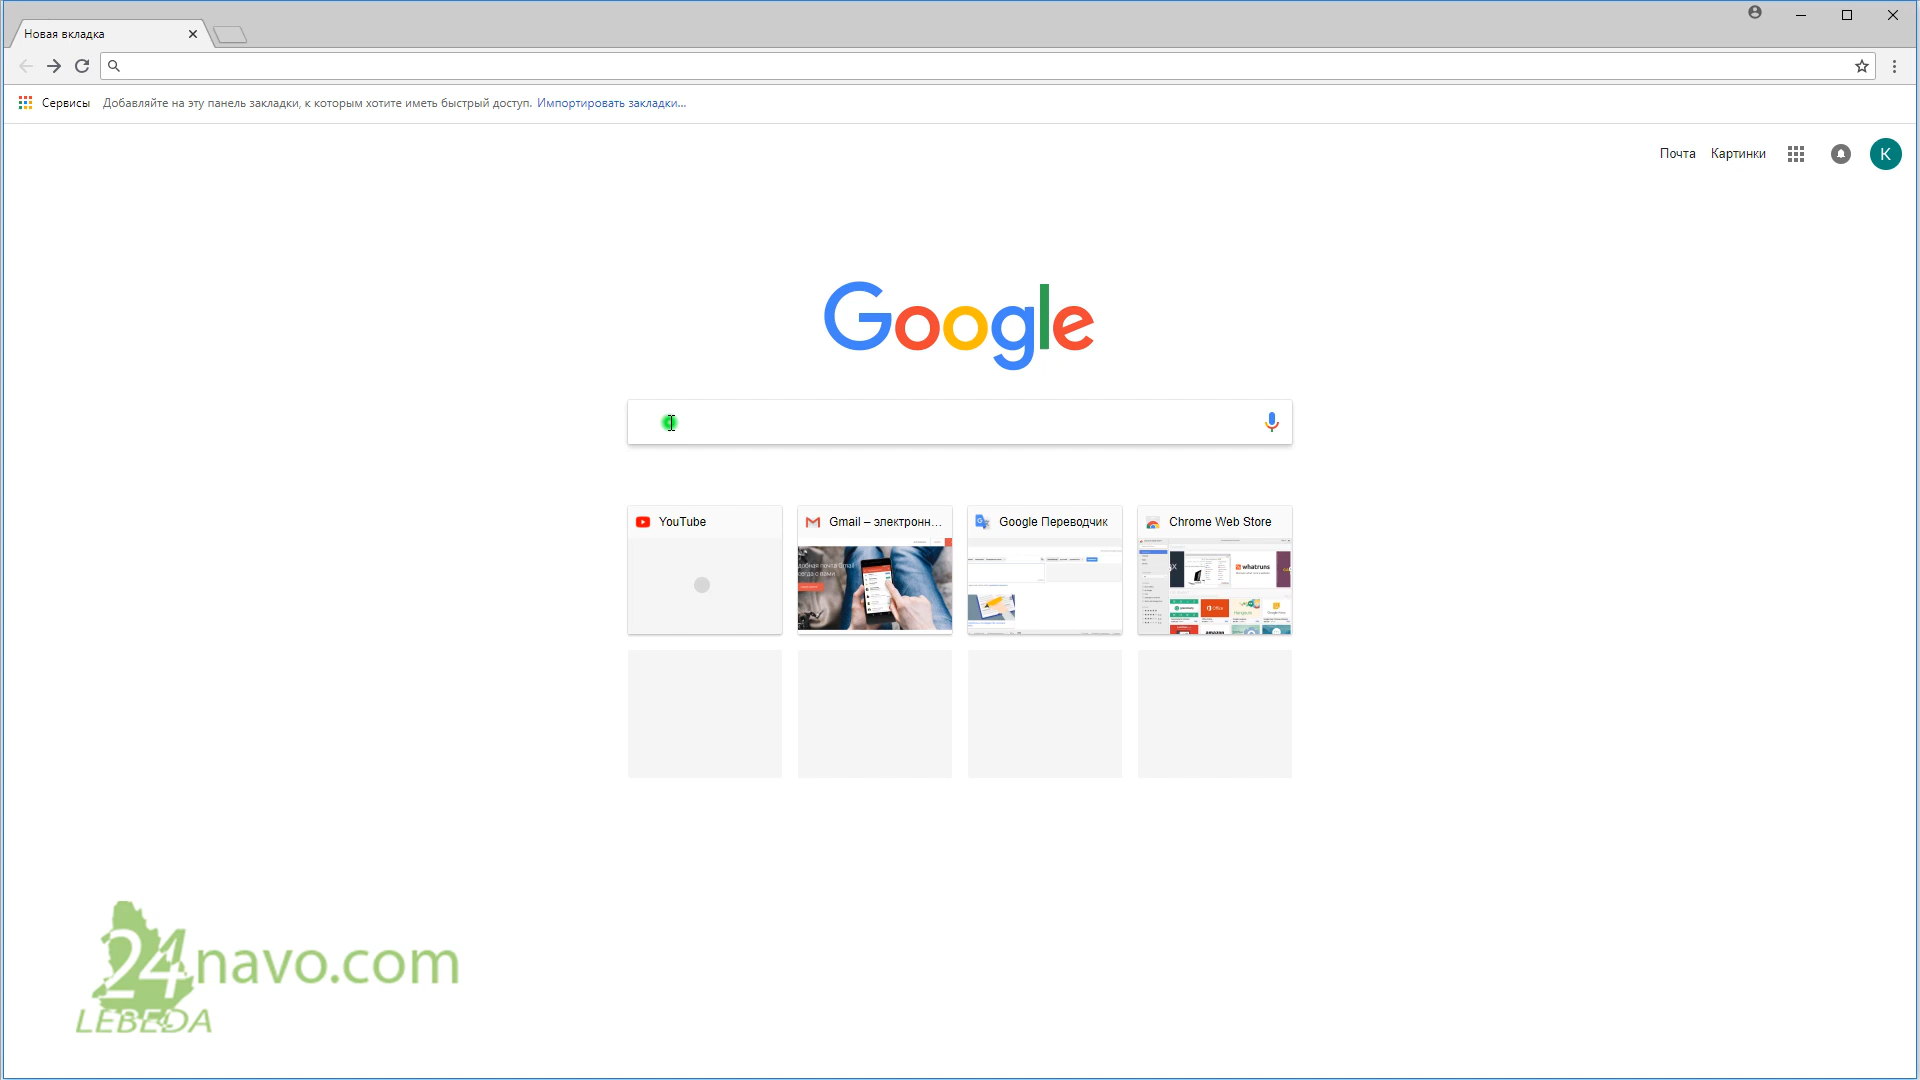 Новая вкладка
Сервисы Добавляйте на эту панель закладки, к которым хотите иметь быстрый доступ. Импортировать закладки...
Почта Картинки K
Google
YouTube
Gmail – электронн...
Google Переводчик
Chrome Web Store
whatruns
Office
amazon
24navo.com
LEBEDA